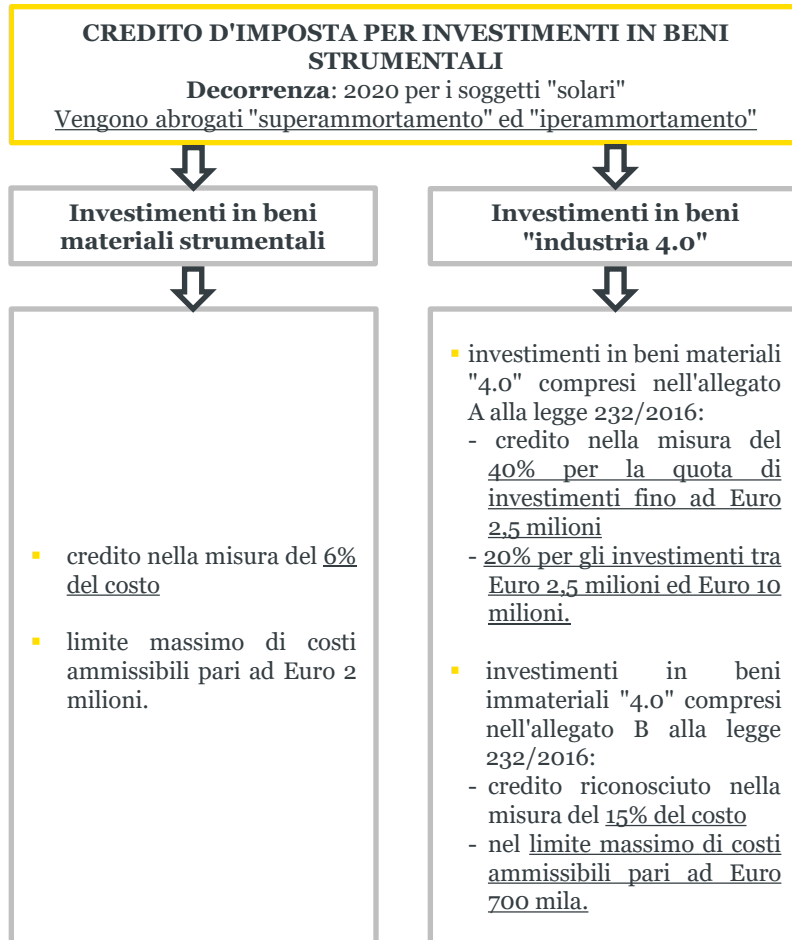 CREDITO D'IMPOSTA PER INVESTIMENTI IN BENI
STRUMENTALI
Decorrenza: 2020 per i soggetti "solari"
Vengono abrogati "superammortamento" ed "iperammortamento"
Investimenti in beni
materiali strumentali
credito nella misura del 6%
del costo
limite massimo di costi
ammissibili pari ad Euro 2
milioni.
Investimenti in beni
"industria 4.0"
investimenti in beni materiali
"4.0" compresi nell'allegato
A alla legge 232/2016:
- credito nella misura del
40% per la quota di
investimenti fino ad Euro
2,5 milioni
- 20% per gli investimenti tra
Euro 2,5 milioni ed Euro 10
milioni.
investimenti in beni
immateriali "4.0" compresi
nell'allegato B alla legge
232/2016:
- credito riconosciuto nella
misura del 15% del costo
- nel limite massimo di costi
ammissibili pari ad Euro
700 mila.